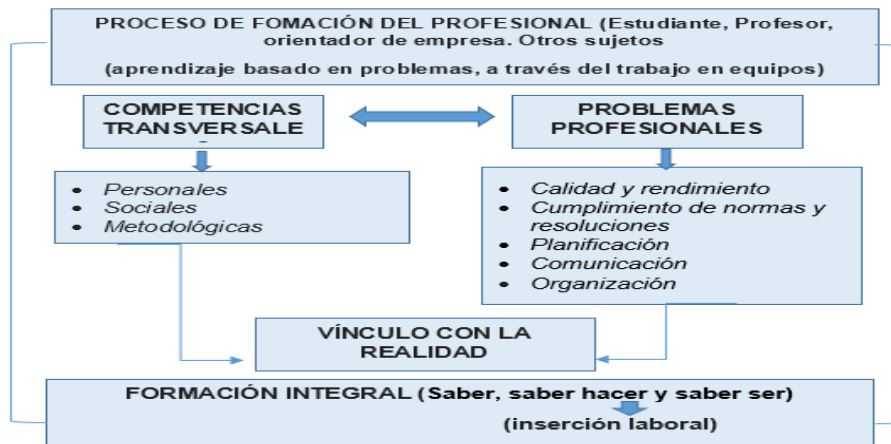 PROCESO DE FOMACIÓN DEL PROFESIONAL (Estudiante, Profesor,
orientador de empresa. Otros sujetos
(aprendizaje basado en problemas, a través del trabajo en equipos)
COMPETENCIAS
TRANSVERSALE
PROBLEMAS
PROFESIONALES
• Personales
• Sociales
• Metodológicas
• Calidad y rendimiento
• Cumplimiento de normas y
resoluciones
• Planificación
• Comunicación
• Organización
VÍNCULO CON LA
REALIDAD
FORMACIÓN INTEGRAL (Saber, saber hacer y saber ser)
(inserción laboral)